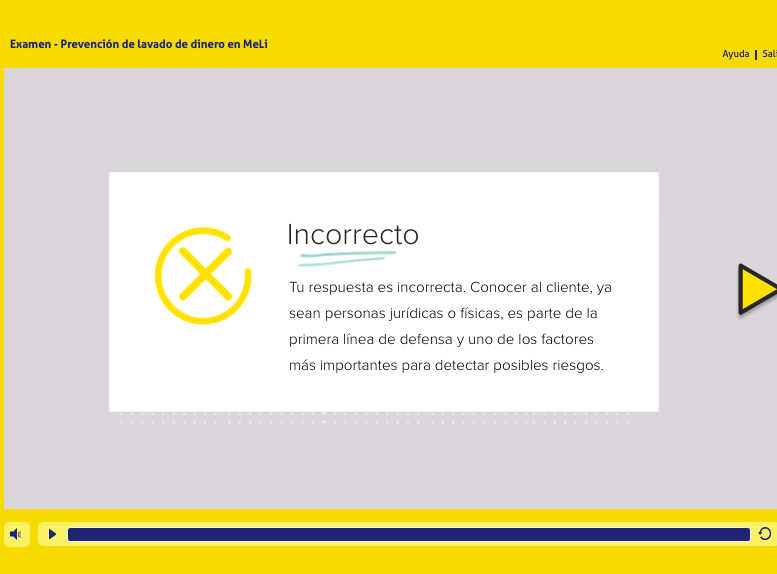 Examen - Prevención de lavado de dinero en MeLi
Ayuda | Sali
Incorrecto
Tu respuesta es incorrecta. Conocer al cliente, ya
sean personas jurídicas o físicas, es parte de la
primera línea de defensa y uno de los factores
más importantes para detectar posibles riesgos.